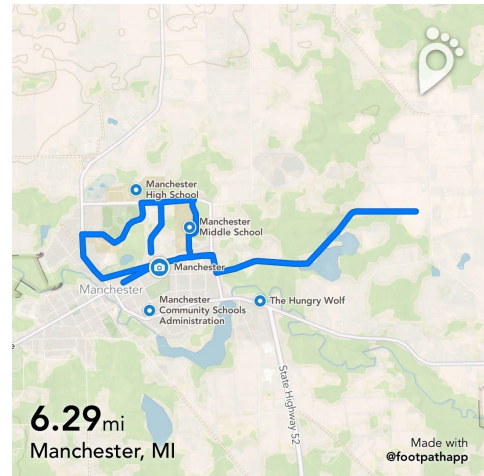 Manchester
High School
Manchester
Middle School
Manchester
Manchester
Manchester
Community Schools
Administration
The Hungry Wolf
State Highway 52
6.29mi
Manchester, MI
Made with
@footpathapp